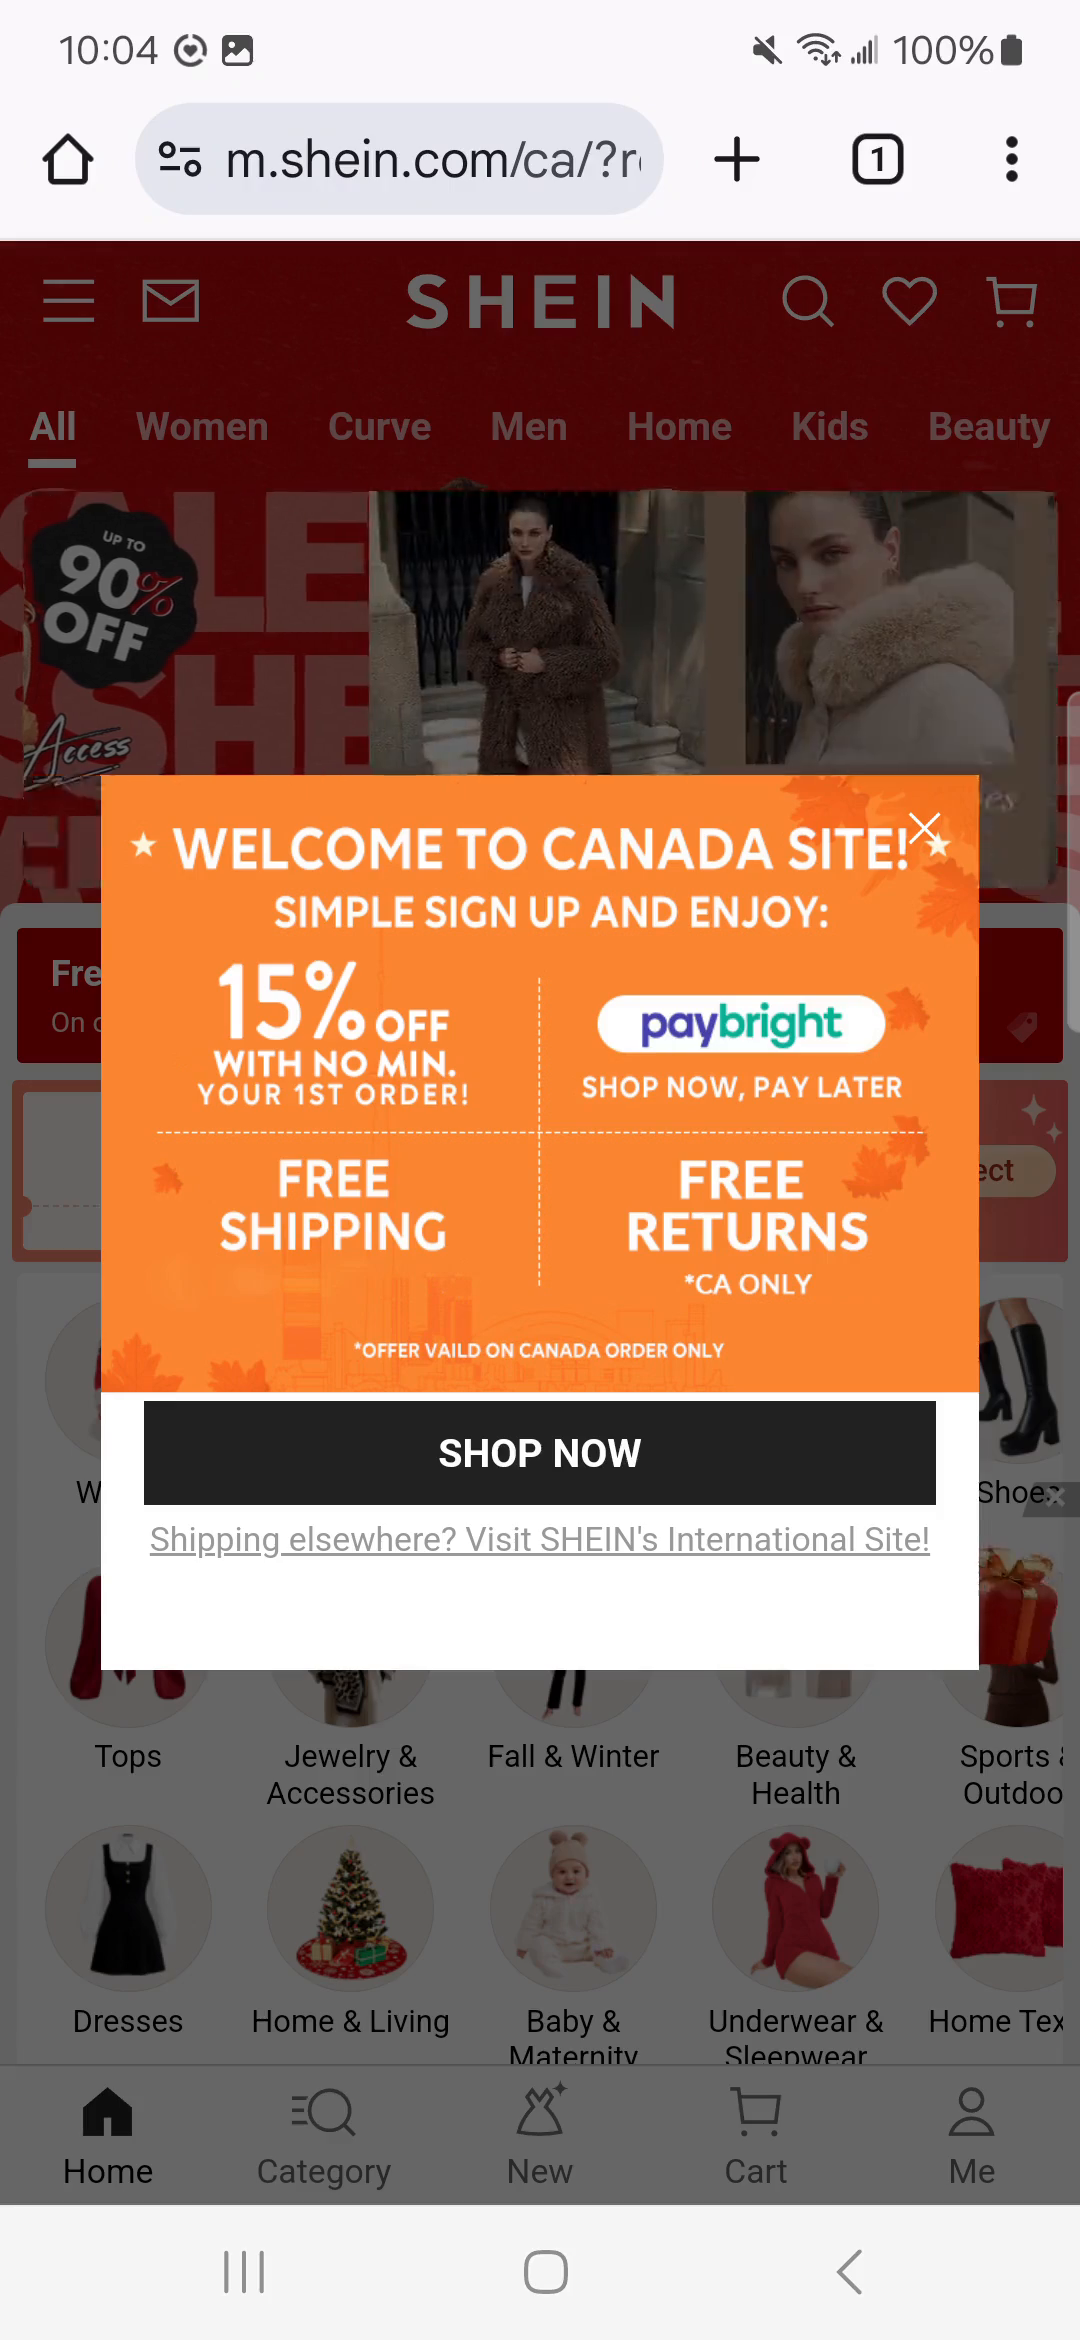 10:04
100%
m.shein.com/ca/?r
1
SHEIN
All Women Curve Men Home Kids Beauty
UP TO
90%
OFF
Access
WELCOME TO CANADA SITE!
SIMPLE SIGN UP AND ENJOY:
15% OFF
WITH NO MIN.
YOUR 1ST ORDER!
paybright
SHOP NOW, PAY LATER
FREE
SHIPPING
FREE
RETURNS
*CA ONLY
*OFFER VAILD ON CANADA ORDER ONLY
Fre
On
ect
SHOP NOW
Shipping elsewhere? Visit SHEIN's International Site!
W
Shoes
Tops
Jewelry &
Accessories
Fall & Winter
Beauty &
Health
Sports &
Outdoo
Dresses
Home & Living
Baby &
Maternity
Underwear &
Sleepwear
Home Tex
Home
Category
New
Cart
Me